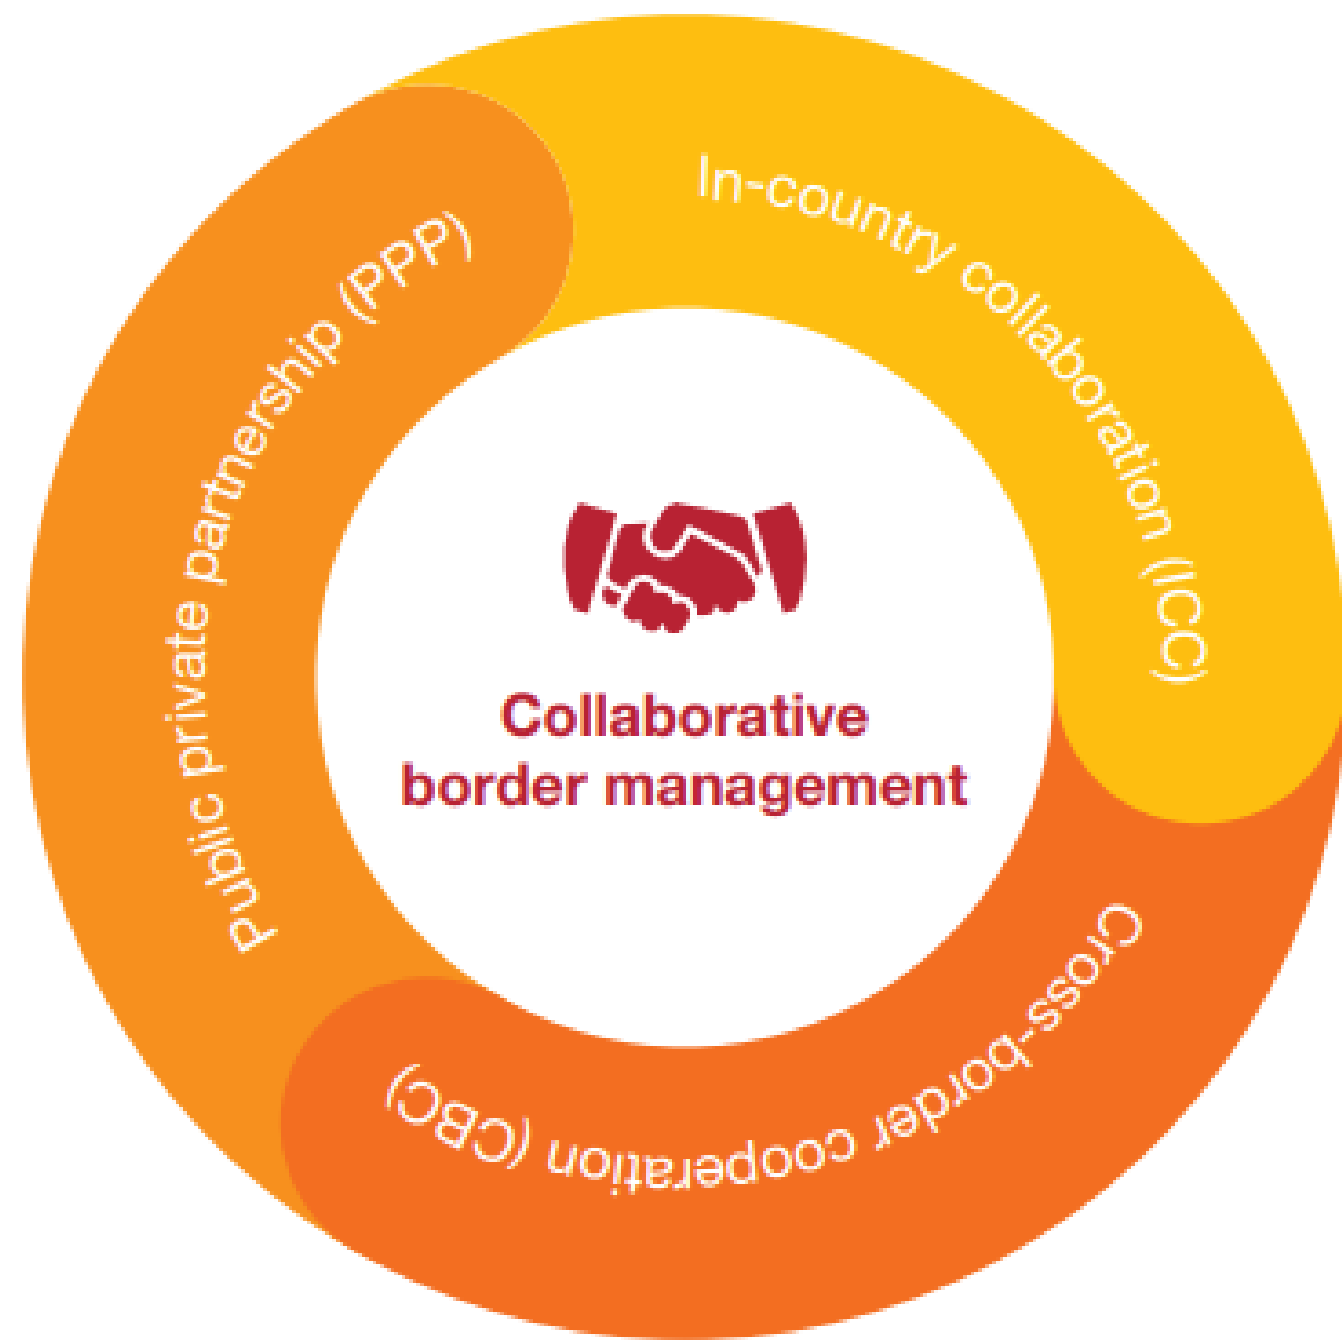 In-country collaboration (ICC)
Cross-border cooperation (CBC)
Public private partnership (PPP)
Collaborative
border management